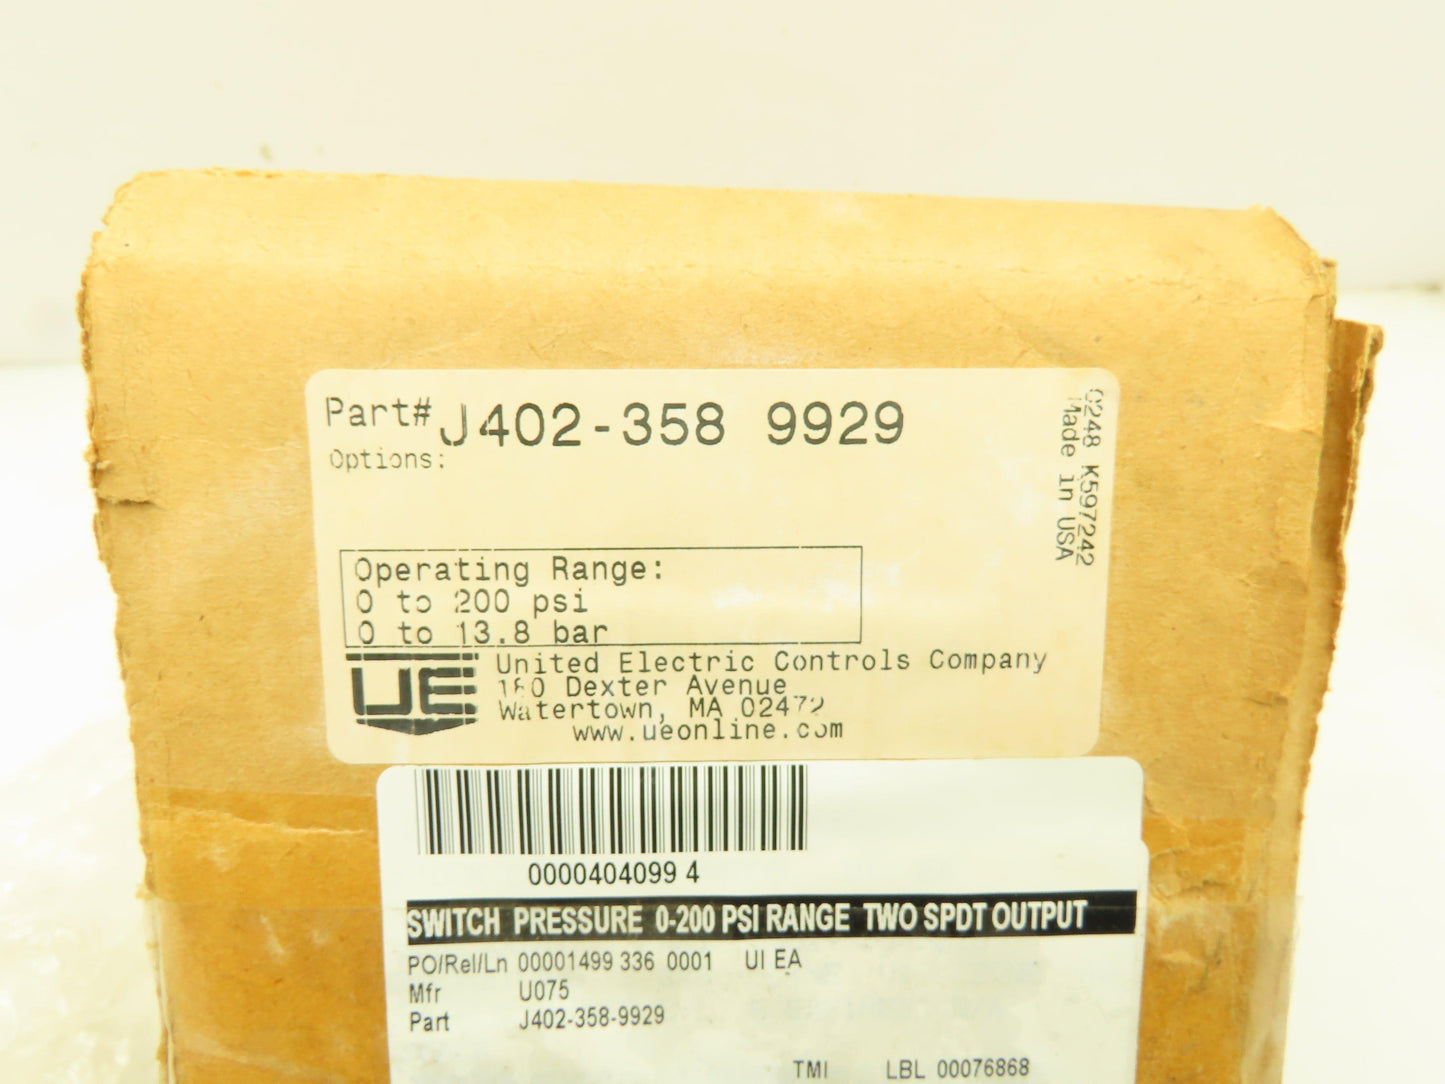 Part# J402-358 9929
Options:
0248 K597242
Made in USA
Operating Range:
0 to 200 psi
0 to 13.8 bar
UE
United Electric Controls Company
180 Dexter Avenue
Watertown, MA 02472
www.ueonline.com
0000404099 4
SWITCH PRESSURE 0-200 PSI RANGE TWO SPDT OUTPUT
PO/Rel/Ln 00001499 336 0001 UI EA
Mfr U075
Part J402-358-9929
TMI LBL 00076868